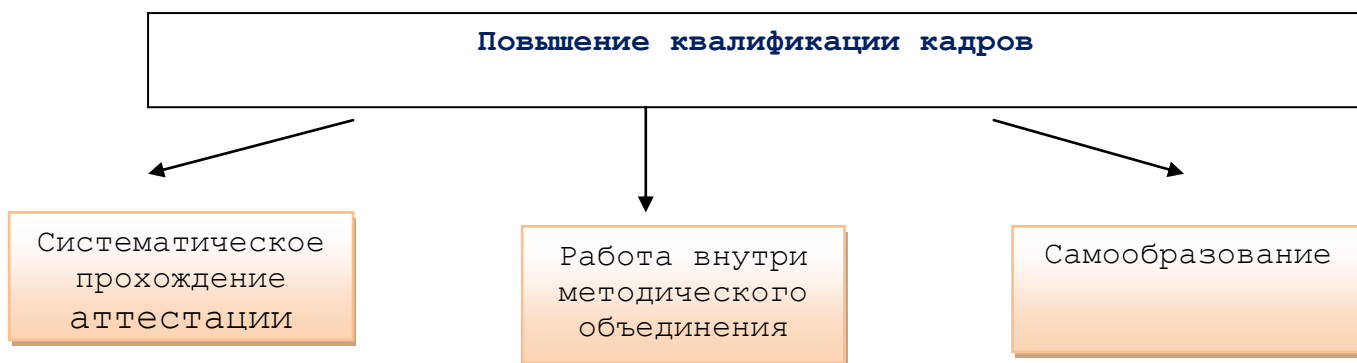 Повышение квалификации кадров
Систематическое
прохождение
аттестации
Работа внутри
методического
объединения
Самообразование